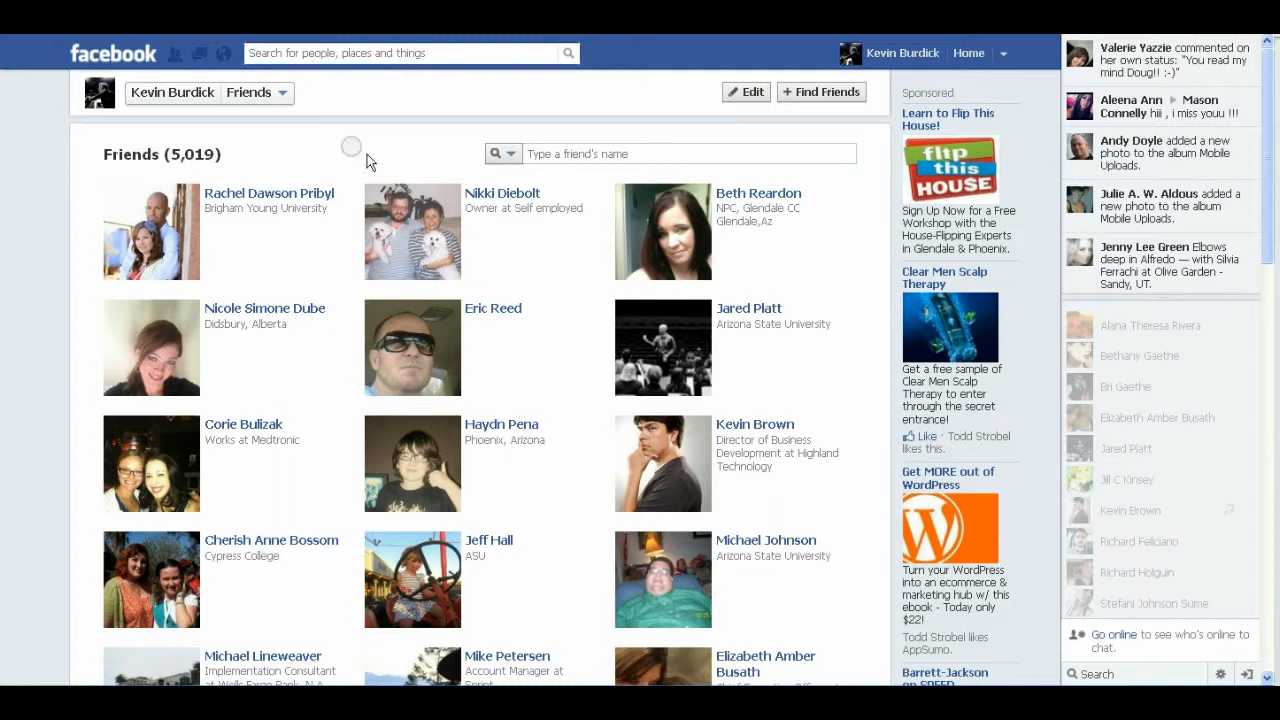 facebook
Search for people, places and things
Kevin Burdick
Home
Kevin Burdick
Friends
Edit
+ Find Friends
Friends (5,019)
Type a friend's name
Rachel Dawson Pribyl
Brigham Young University
Nikki Diebolt
Owner at Self employed
Beth Reardon
NPC, Glendale CC
Glendale,Az
Nicole Simone Dube
Didsbury, Alberta
Eric Reed
Jared Platt
Arizona State University
Corie Bulizak
Works at Medtronic
Haydn Pena
Phoenix, Arizona
Kevin Brown
Director of Business
Development at Highland
Technology
Cherish Anne Bossom
Cypress College
Jeff Hall
ASU
Michael Johnson
Arizona State University
Michael Lineweaver
Implementation Consultant
at Wells Fargo Bank, N.A.
Mike Petersen
Account Manager at
Sprint
Elizabeth Amber
Busath
Sponsored
Learn to Flip This
House!
flip
this
HOUSE
Sign Up Now for a Free
Workshop with the
House-Flipping Experts
in Glendale & Phoenix.
Clear Men Scalp
Therapy
Get a free sample of
Clear Men Scalp
Therapy to enter
through the secret
entrance!
Like · Todd Strobel
likes this.
Get MORE out of
WordPress
Turn your WordPress
into an ecommerce &
marketing hub w/ this
ebook - Today only
$22!
Todd Strobel likes
AppSumo.
Barrett-Jackson
on SPEED
Valerie Yazzie commented on
her own status: "You read my
mind Doug!! :-)"
Aleena Ann ▸ Mason
Connelly hii , i miss youu !!!
Andy Doyle added a new
photo to the album Mobile
Uploads.
Julie A. W. Aldous added a
new photo to the album
Mobile Uploads.
Jenny Lee Green Elbows
deep in Alfredo — with Silvia
Ferrachi at Olive Garden -
Sandy, UT.
Alana Theresa Rivera
Bethany Gaethe
Bri Gaethe
Elizabeth Amber Busath
Jared Platt
Jill C Kinsey
Kevin Brown
Richard Feliciano
Richard Holguin
Stefani Johnson Sume
Go online to see who's online to
chat.
Search